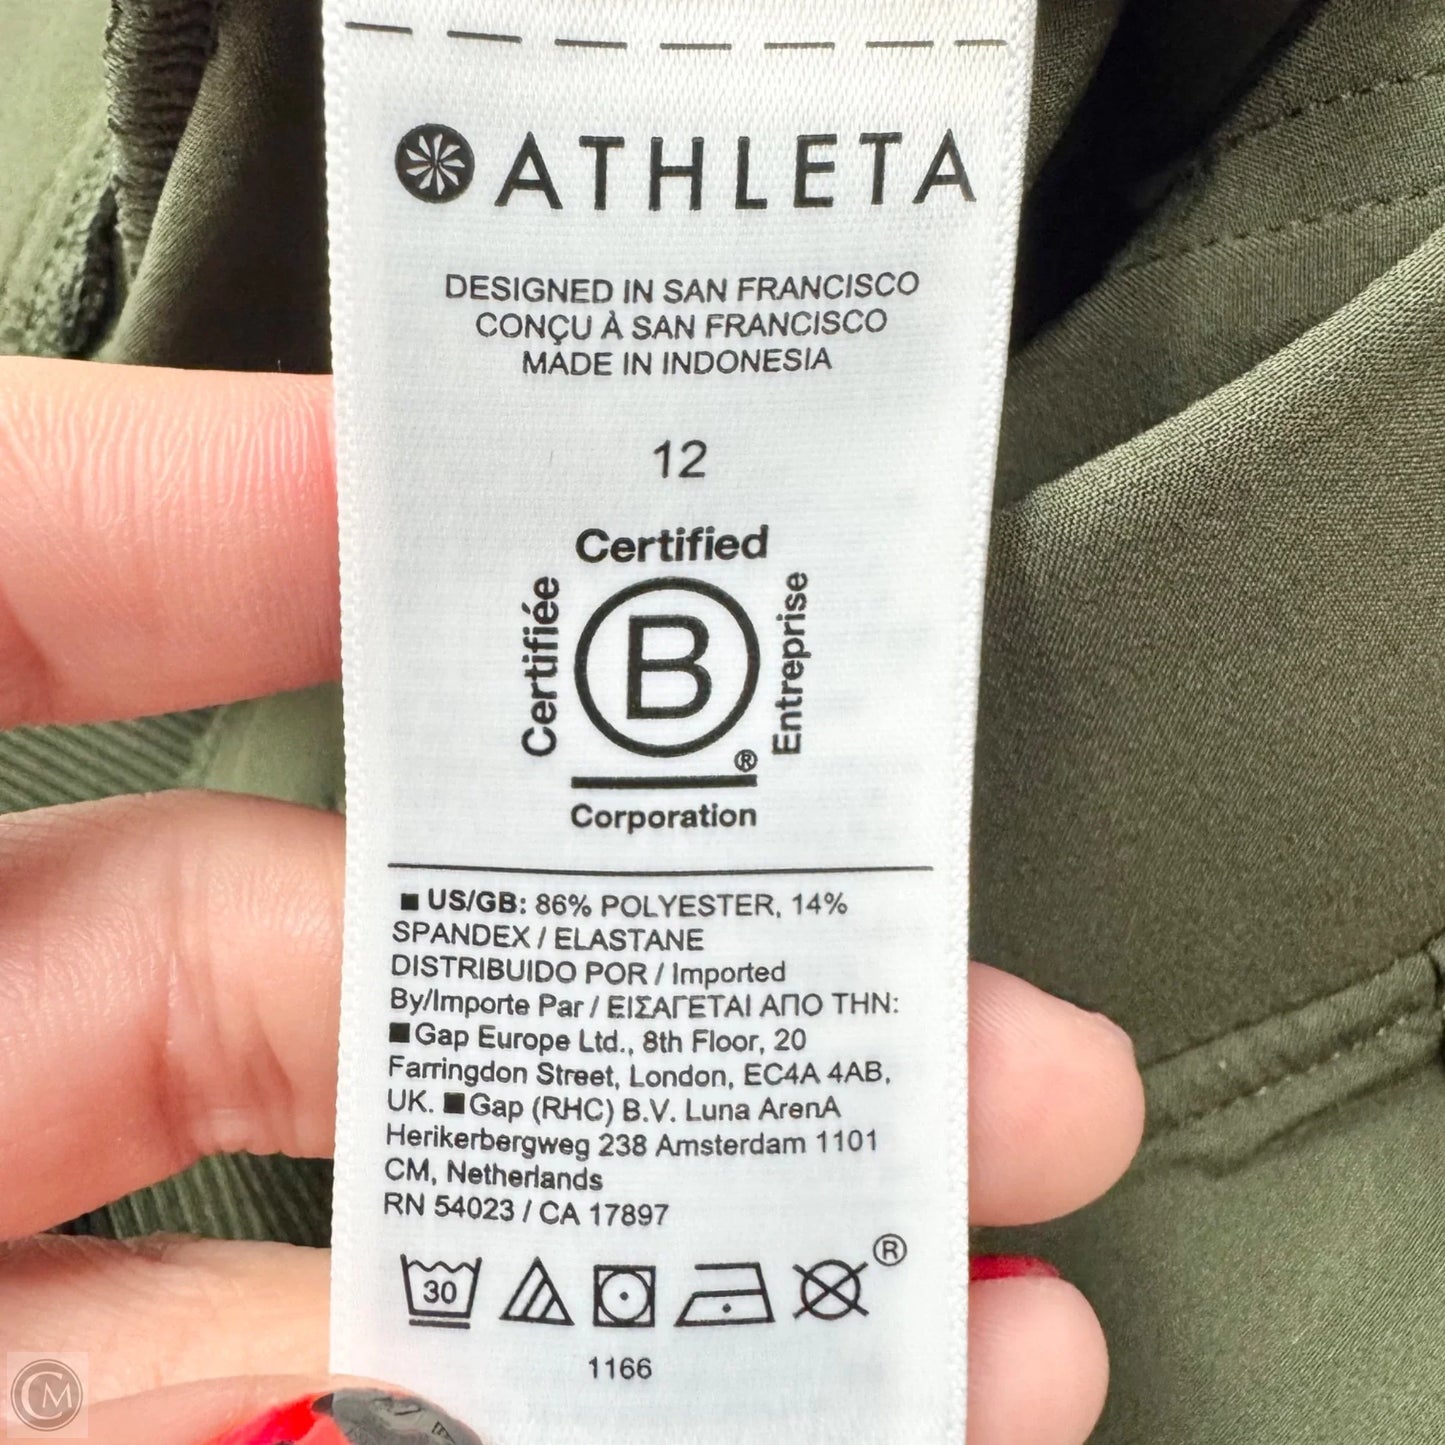 ATHLETA
DESIGNED IN SAN FRANCISCO
CONÇU À SAN FRANCISCO
MADE IN INDONESIA
12
Certified
Certifiée
B
Entreprise
®
Corporation
US/GB: 86% POLYESTER, 14%
SPANDEX / ELASTANE
DISTRIBUIDO POR / Imported
By/Importe Par / ΕΙΣΑΓΕΤΑΙ ΑΠΟ ΤΗΝ:
Gap Europe Ltd., 8th Floor, 20
Farringdon Street, London, EC4A 4AB,
UK. Gap (RHC) B.V. Luna ArenA
Herikerbergweg 238 Amsterdam 1101
CM, Netherlands
RN 54023 / CA 17897
30
®
1166
CM